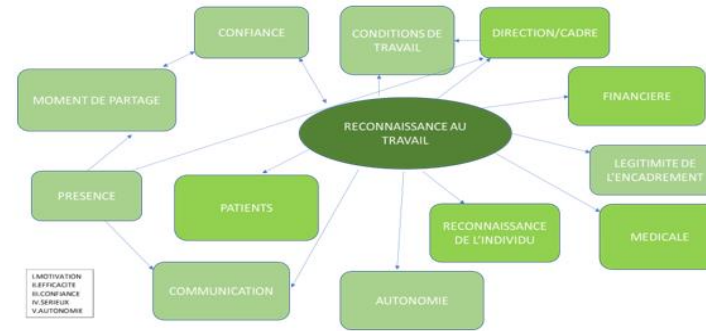 CONFIANCE
CONDITIONS DE
TRAVAIL
DIRECTION/CADRE
MOMENT DE PARTAGE
FINANCIERE
RECONNAISSANCE AU
TRAVAIL
LEGITIMITE DE
L'ENCADREMENT
PRESENCE
PATIENTS
RECONNAISSANCE
DE L'INDIVIDU
MEDICALE
COMMUNICATION
AUTONOMIE
I.MOTIVATION
II.EFFICACITE
III.CONFIANCE
IV.SERIEUX
V.AUTONOMIE